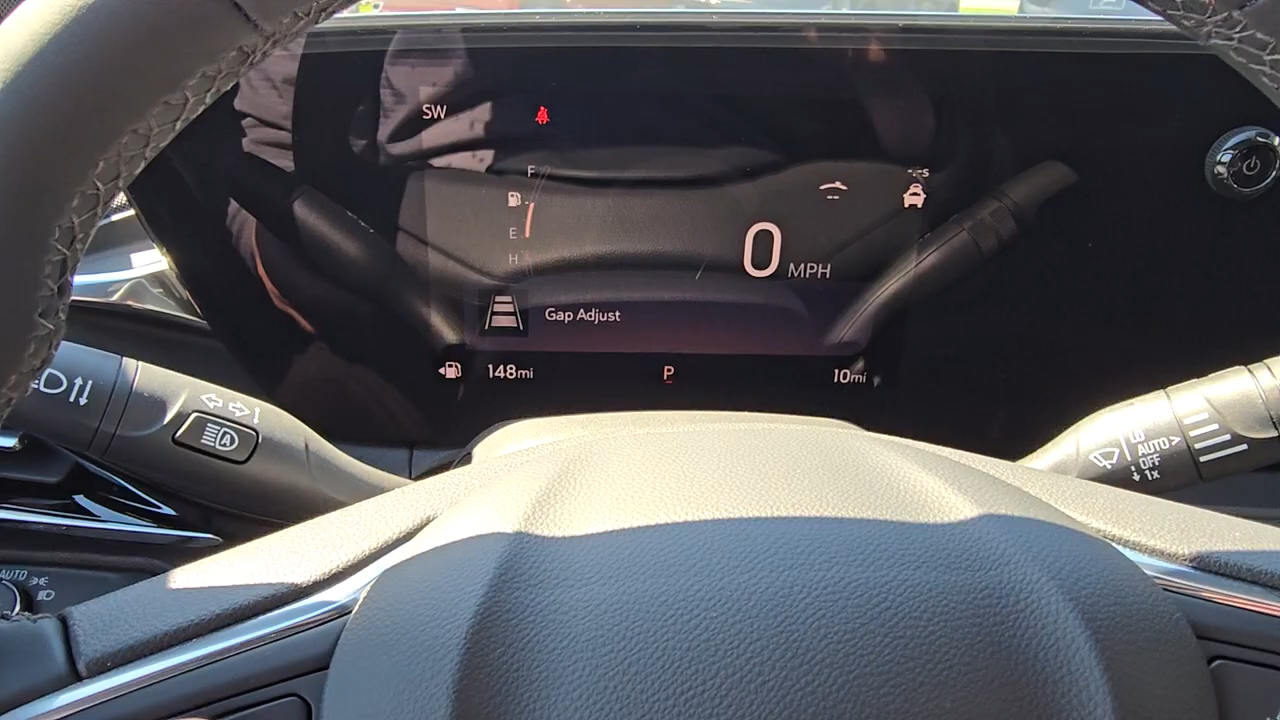 SW
F
E
H
--s
--
0 MPH
Gap Adjust
148mi
P
10mi
A
LO
AUTO>
OFF
1x
AUTO